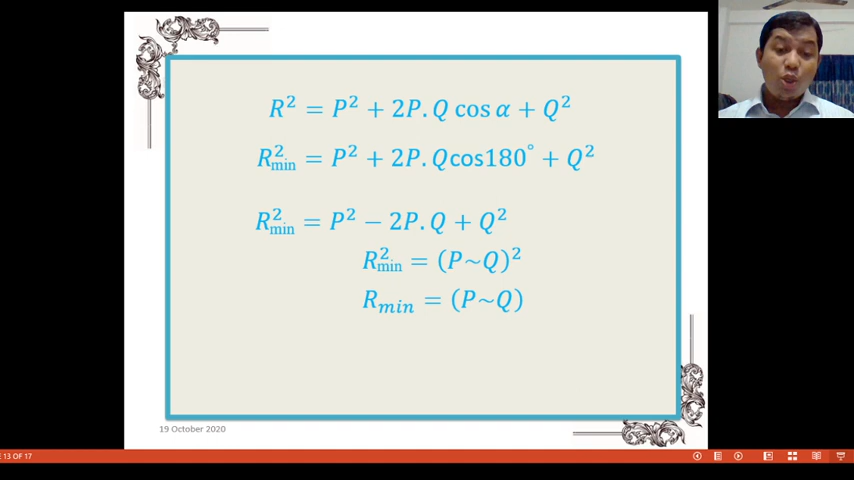 R² = P² + 2P.Q cos α + Q²
R²min = P² + 2P.Qcos180° + Q²
R²min = P² − 2P.Q + Q²
R²min = (P~Q)²
Rmin = (P~Q)
19 October 2020
13 OF 17